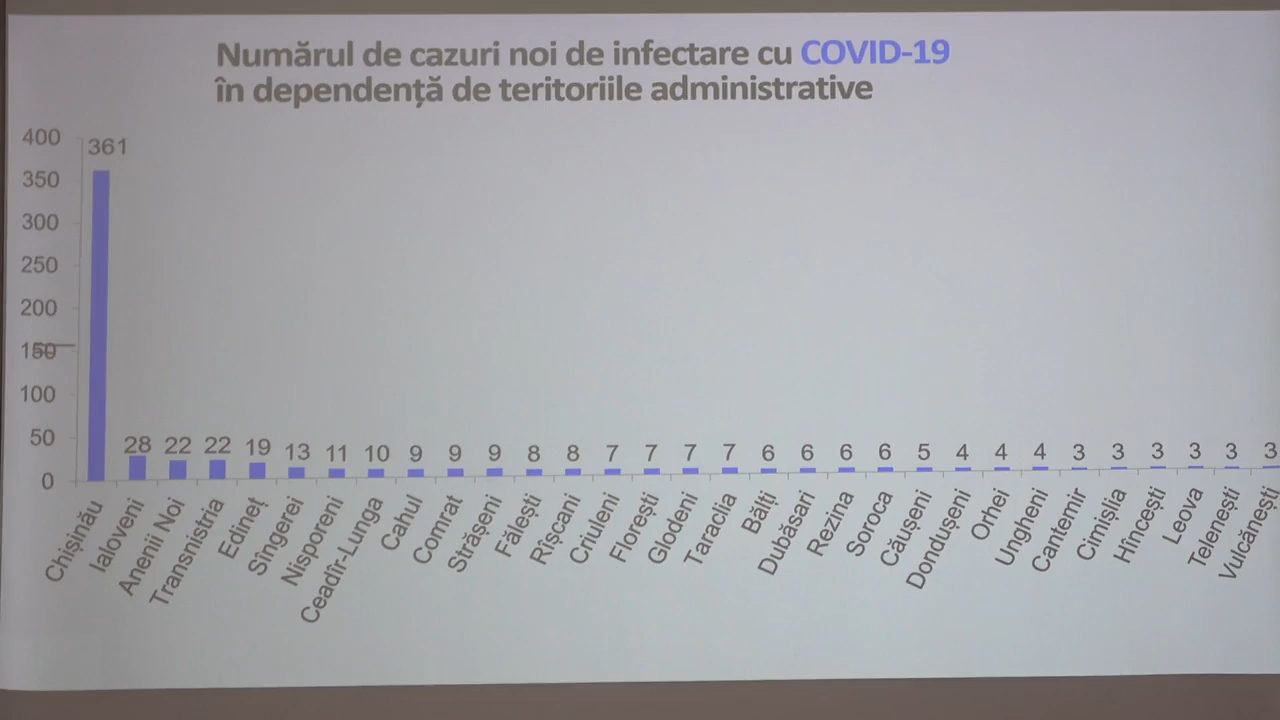 Numărul de cazuri noi de infectare cu COVID-19
în dependență de teritoriile administrative
400
350
300
250
200
150
100
50
0
361 28 22 22 19 13 11 10 9 9 9 8 8 7 7 7 7 6 6 6 6 5 4 4 4 3 3 3 3 3 3
Chișinău
Ialoveni
Anenii Noi
Transnistria
Edineț
Sîngerei
Nisporeni
Ceadîr-Lunga
Cahul
Comrat
Strășeni
Fălești
Rîșcani
Criuleni
Florești
Glodeni
Taraclia
Bălți
Dubăsari
Rezina
Soroca
Căușeni
Dondușeni
Orhei
Ungheni
Cantemir
Cimișlia
Hîncești
Leova
Telenești
Vulcănești